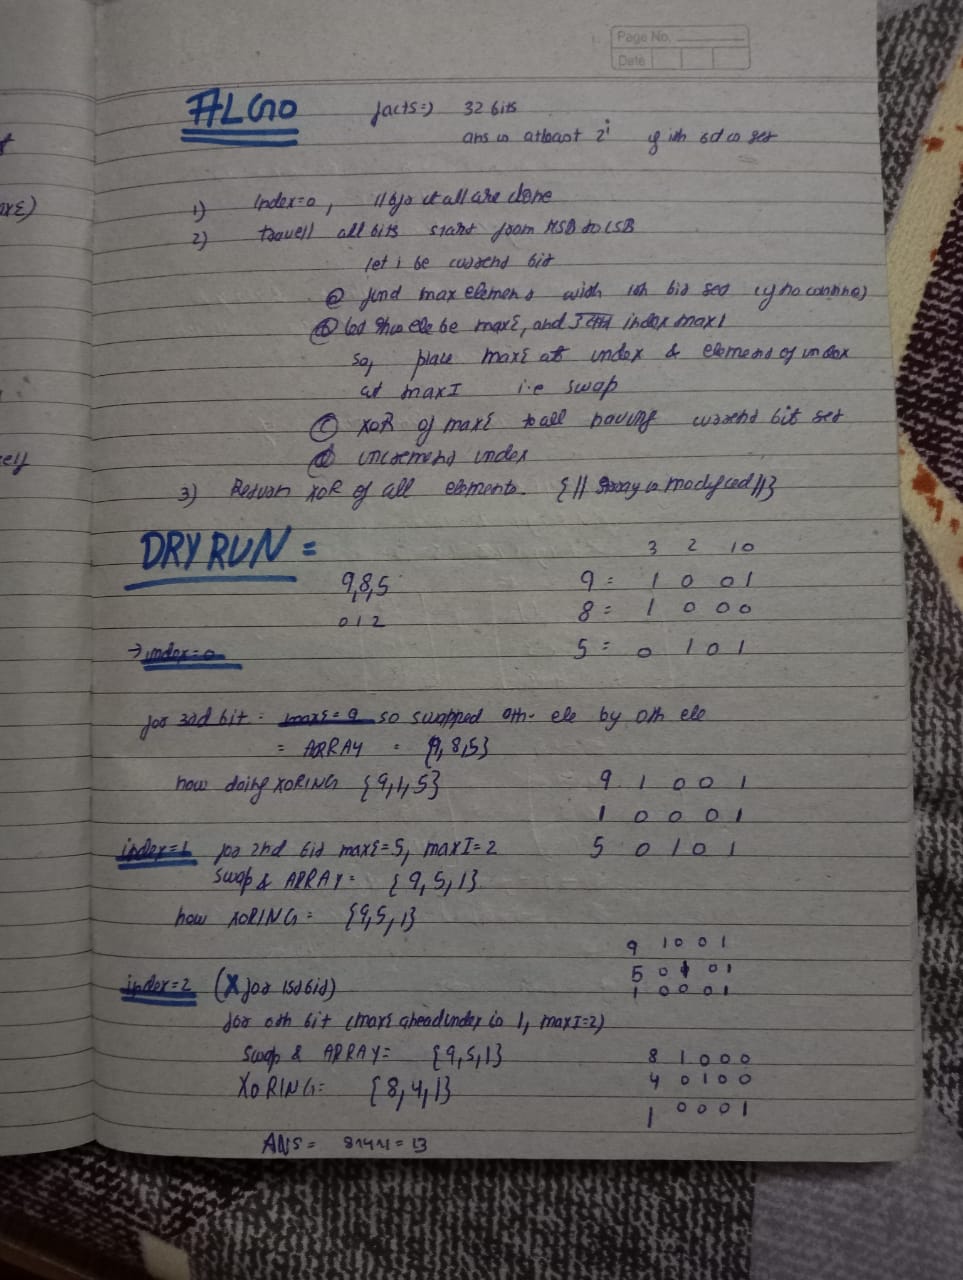 Page No.
Date
ALGO facts=) 32 bits
ans is atleast 2^i if ith bit is set
1) Index=0, // 0 all are done
2) travell all bits start from MSB to LSB
let i be current bit
ⓐ find max element with ith bit set (if no continue)
ⓑ let this ele be maxE, and index maxI
so, place maxE at index & element of index
at maxI i.e swap
ⓒ XOR of maxE to all having current bit set
ⓓ increment index
3) Return XOR of all elements. {// Array is modified //}
DRY RUN =
9,8,5
0 1 2
3 2 1 0
9 = 1 0 0 1
8 = 1 0 0 0
5 = 0 1 0 1
→ index=0
for 3rd bit = maxE = 9 so swapped 0th ele by 0th ele
= ARRAY = {9,8,5}
now doing XORING {9,1,5}
9 1 0 0 1
1 0 0 0 1
5 0 1 0 1
index=1 for 2nd bit maxE=5, maxI=2
Swap & ARRAY= {9,5,1}
now XORING= {9,5,1}
9 1 0 0 1
5 0 1 0 1
1 0 0 0 1
index=2 (X for 1st bit)
for 0th bit (maxE ahead index is 1, maxI=2)
Swap & ARRAY= {9,5,1}
XORING= {8,4,1}
8 1 0 0 0
4 0 1 0 0
1 0 0 0 1
ANS = 8^4^1 = 13